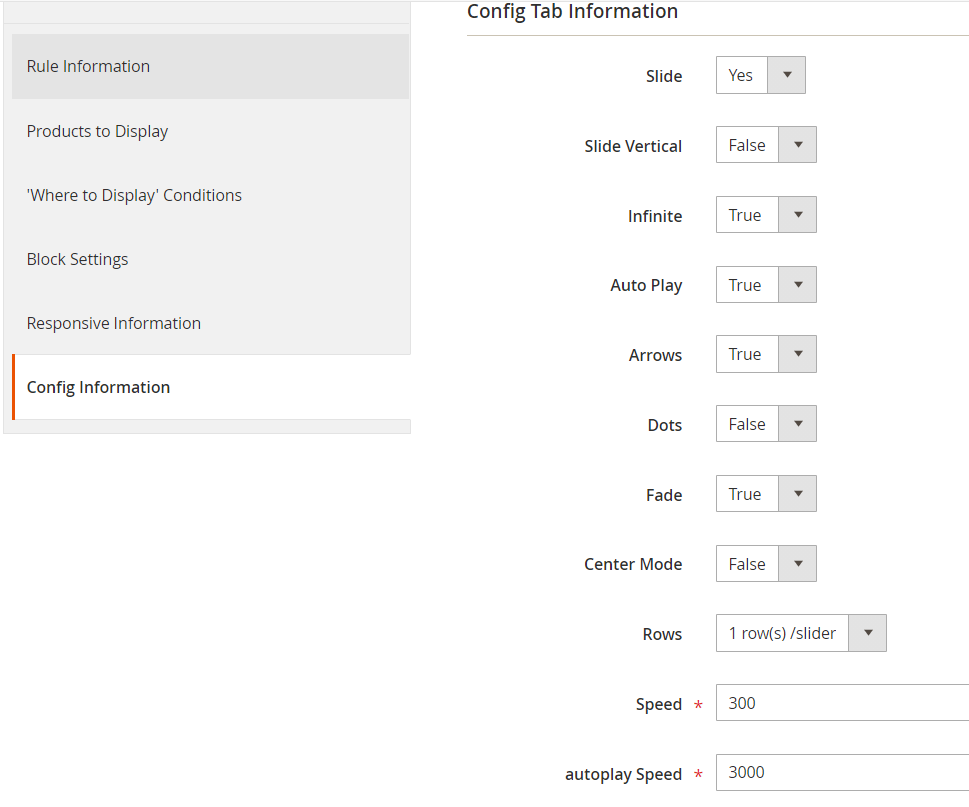 Config Tab Information
Rule Information
Products to Display
'Where to Display' Conditions
Block Settings
Responsive Information
Config Information
Slide Yes
Slide Vertical False
Infinite True
Auto Play True
Arrows True
Dots False
Fade True
Center Mode False
Rows 1 row(s) /slider
Speed * 300
autoplay Speed * 3000